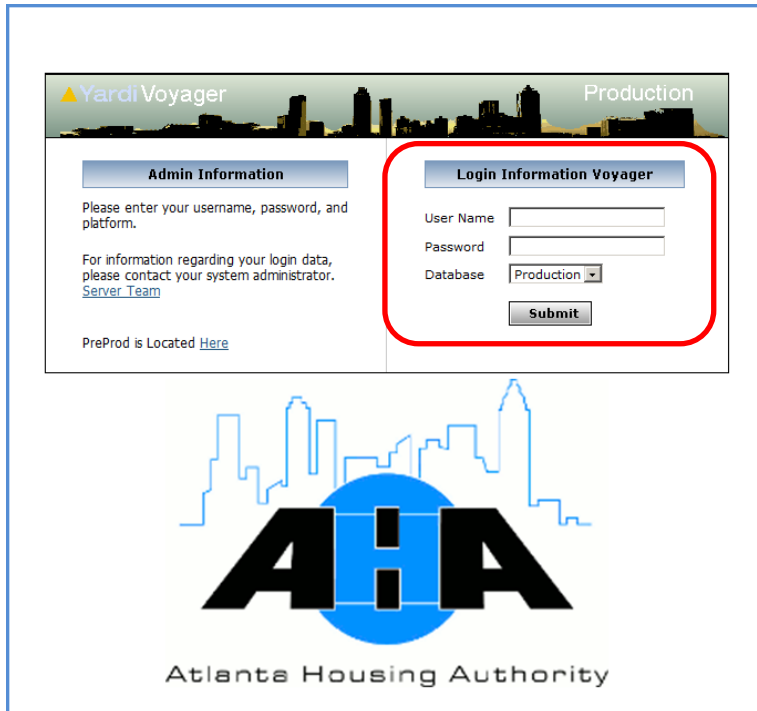 Yardi Voyager
Production
Admin Information
Please enter your username, password, and
platform.
For information regarding your login data,
please contact your system administrator.
Server Team
PreProd is Located Here
Login Information Voyager
User Name
Password
Database Production
Submit
AHA
Atlanta Housing Authority